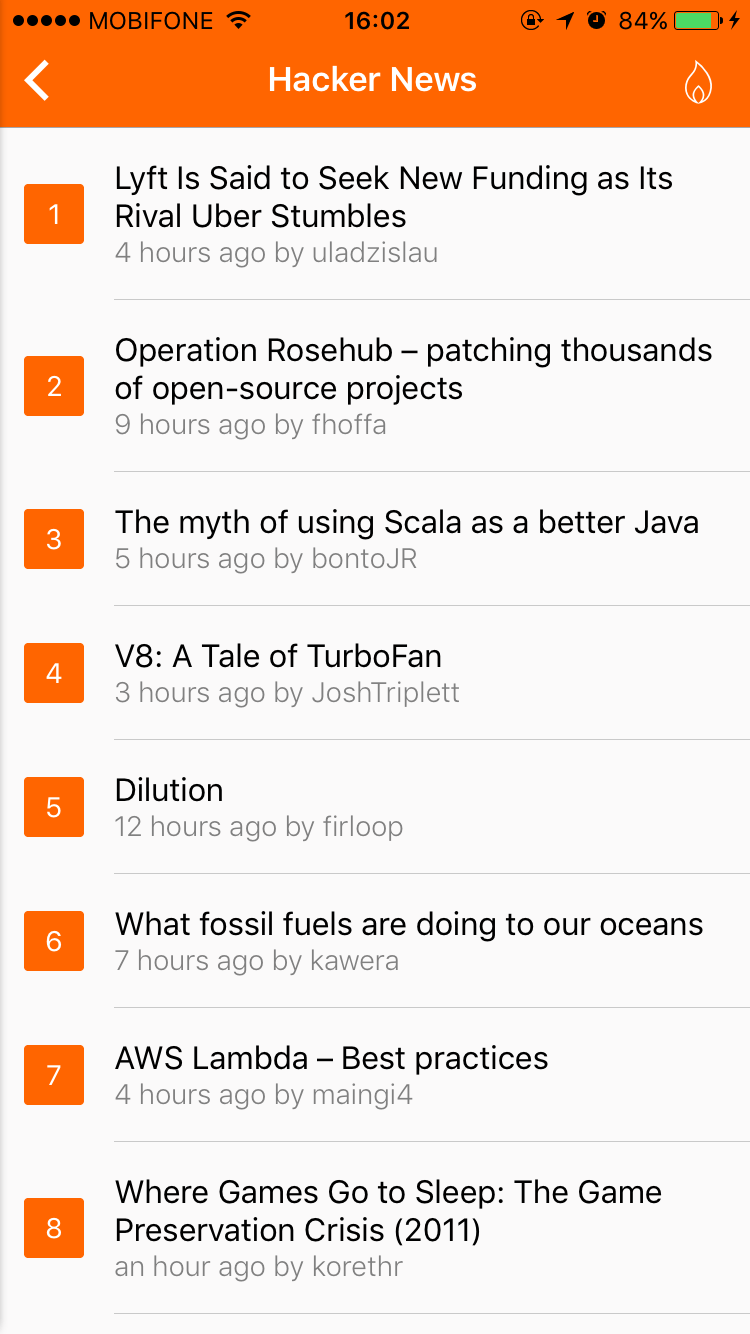 MOBIFONE 16:02 84%
Hacker News
1
Lyft Is Said to Seek New Funding as Its
Rival Uber Stumbles
4 hours ago by uladzislau
2
Operation Rosehub – patching thousands
of open-source projects
9 hours ago by fhoffa
3
The myth of using Scala as a better Java
5 hours ago by bontoJR
4
V8: A Tale of TurboFan
3 hours ago by JoshTriplett
5
Dilution
12 hours ago by firloop
6
What fossil fuels are doing to our oceans
7 hours ago by kawera
7
AWS Lambda – Best practices
4 hours ago by maingi4
8
Where Games Go to Sleep: The Game
Preservation Crisis (2011)
an hour ago by korethr